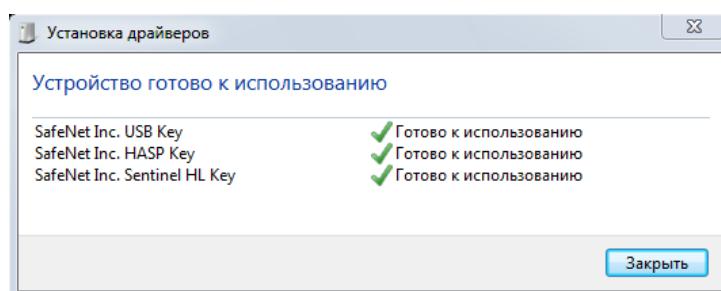 Установка драйверов
Устройство готово к использованию
SafeNet Inc. USB Key Готово к использованию
SafeNet Inc. HASP Key Готово к использованию
SafeNet Inc. Sentinel HL Key Готово к использованию
Закрыть